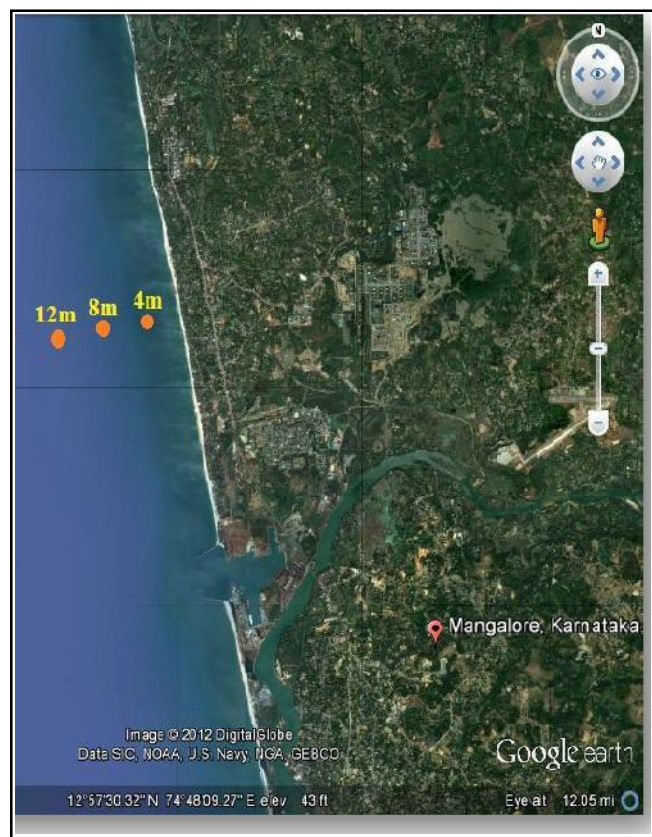 N
12m 8m 4m
Mangalore, Karnataka
Image © 2012 DigitalGlobe
Data SIO, NOAA, U.S. Navy, NGA, GEBCO
Google earth
12°57'30.32" N 74°48'09.27" E elev 43 ft Eye alt 12.05 mi